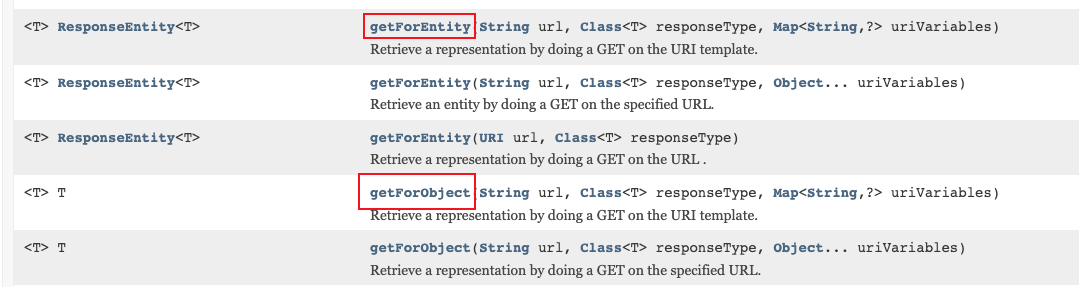 <T> ResponseEntity<T> getForEntity(String url, Class<T> responseType, Map<String,?> uriVariables)
Retrieve a representation by doing a GET on the URI template.
<T> ResponseEntity<T> getForEntity(String url, Class<T> responseType, Object... uriVariables)
Retrieve an entity by doing a GET on the specified URL.
<T> ResponseEntity<T> getForEntity(URI url, Class<T> responseType)
Retrieve a representation by doing a GET on the URL .
<T> T getForObject(String url, Class<T> responseType, Map<String,?> uriVariables)
Retrieve a representation by doing a GET on the URI template.
<T> T getForObject(String url, Class<T> responseType, Object... uriVariables)
Retrieve a representation by doing a GET on the specified URL.